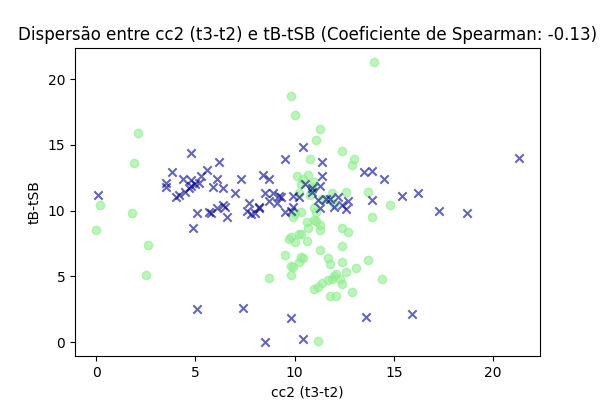 Dispersão entre cc2 (t3-t2) e tB-tSB (Coeficiente de Spearman: -0.13)
20
15
10
5
0
tB-tSB
0 5 10 15 20
cc2 (t3-t2)